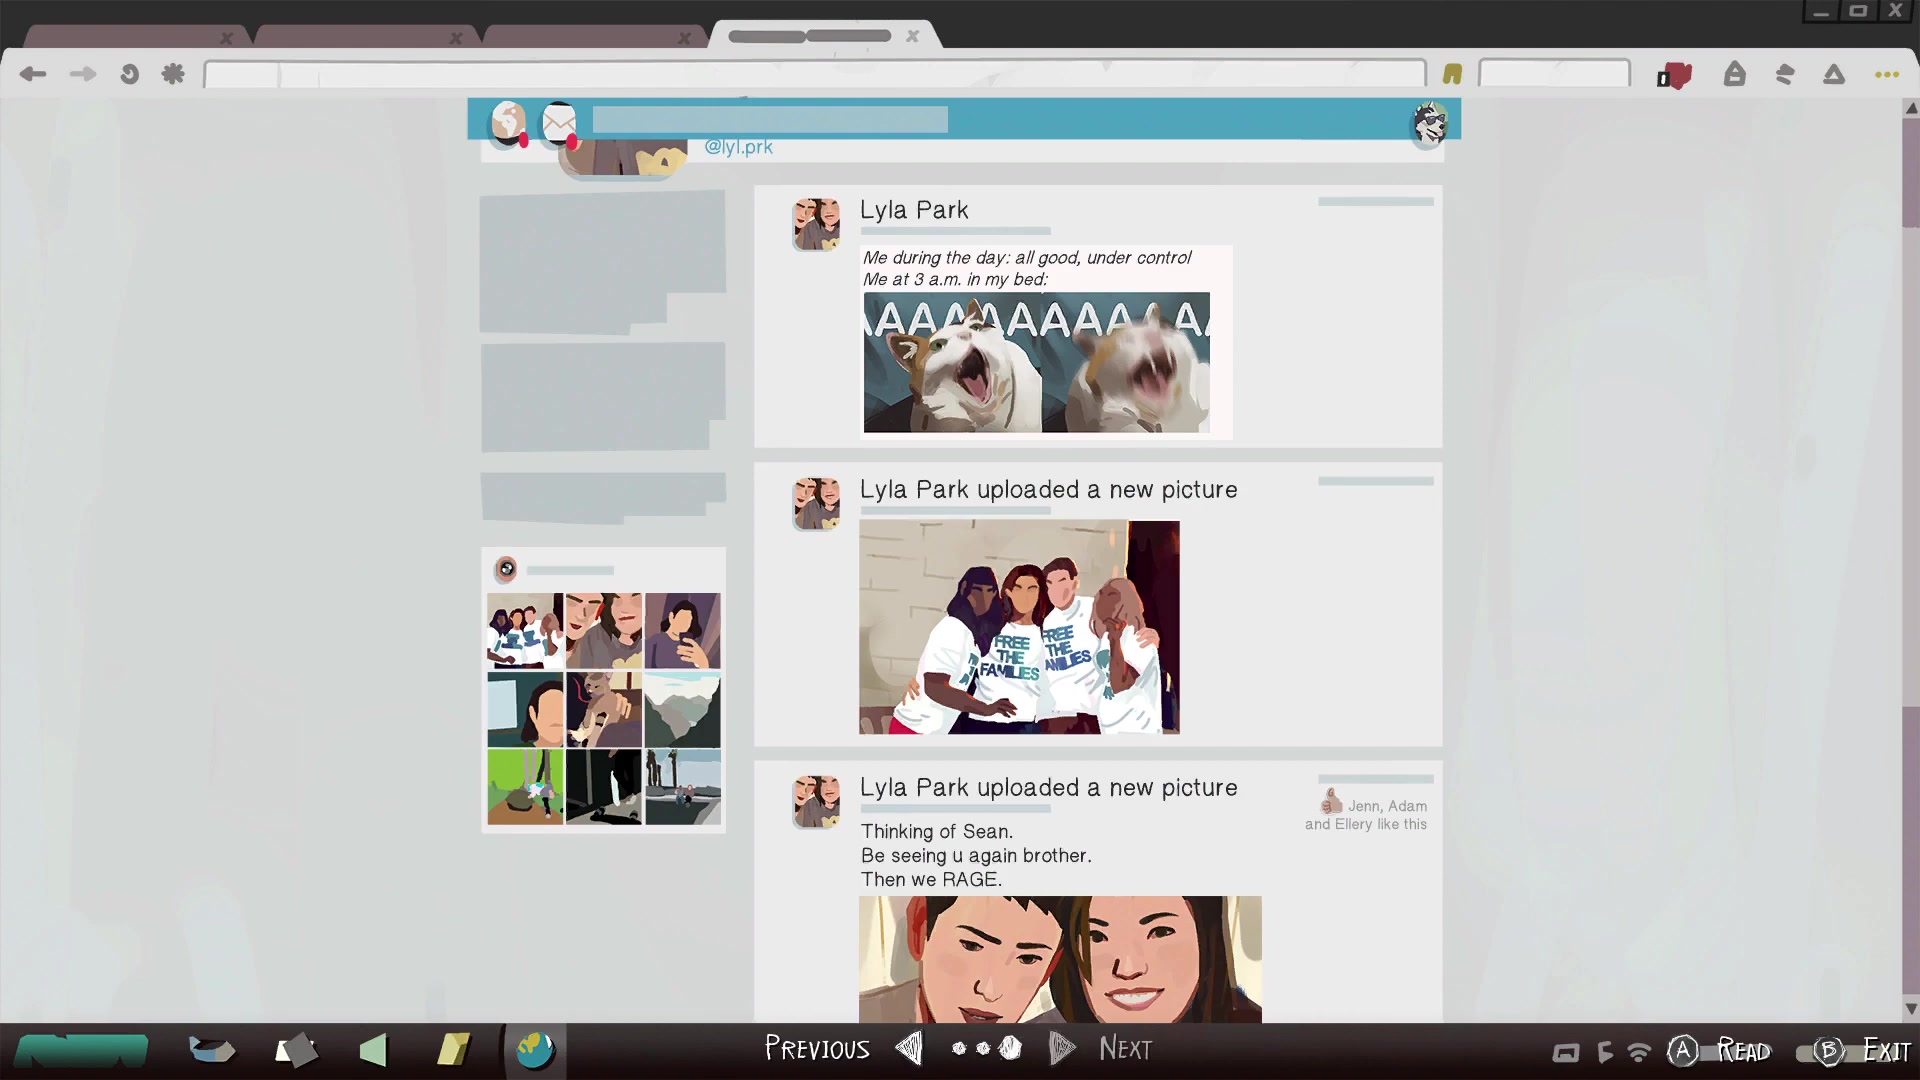 @lyl.prk
Lyla Park
Me during the day: all good, under control
Me at 3 a.m. in my bed:
AAAAAAAAAA
Lyla Park uploaded a new picture
FREE
THE
FAMILIES
FREE
THE
AMILIES
Lyla Park uploaded a new picture
Jenn, Adam
and Ellery like this
Thinking of Sean.
Be seeing u again brother.
Then we RAGE.
PREVIOUS
NEXT
A READ
B EXIT